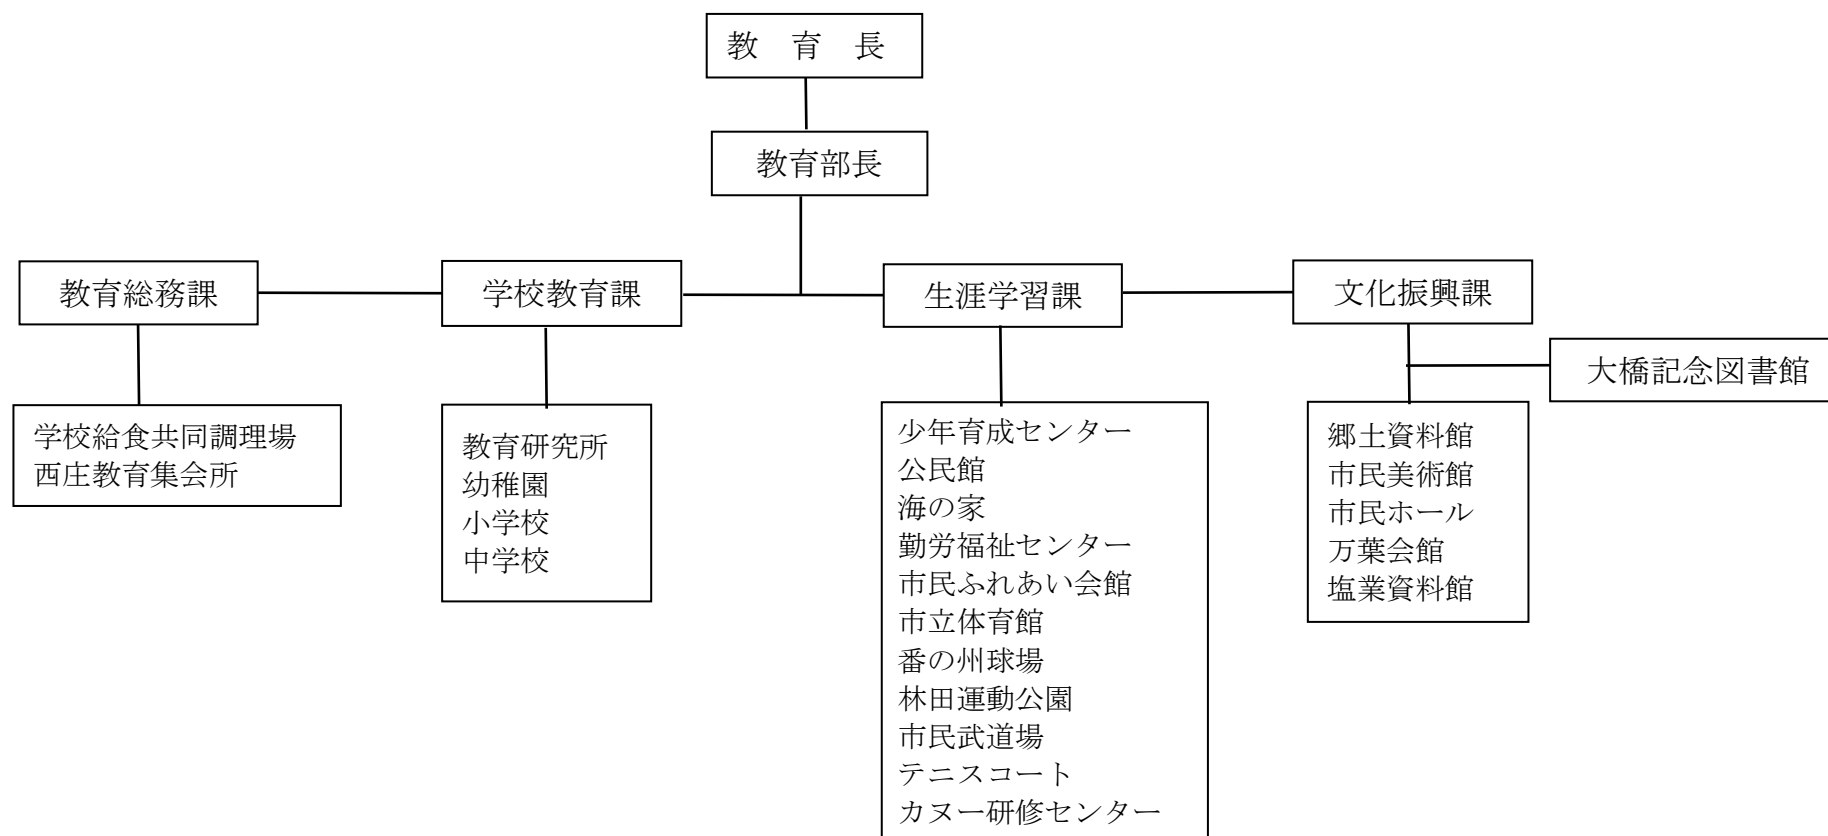 教　育　長
教育部長
教育総務課
学校教育課
生涯学習課
文化振興課
大橋記念図書館
学校給食共同調理場
西庄教育集会所
教育研究所
幼稚園
小学校
中学校
少年育成センター
公民館
海の家
勤労福祉センター
市民ふれあい会館
市立体育館
番の州球場
林田運動公園
市民武道場
テニスコート
カヌー研修センター
郷土資料館
市民美術館
市民ホール
万葉会館
塩業資料館